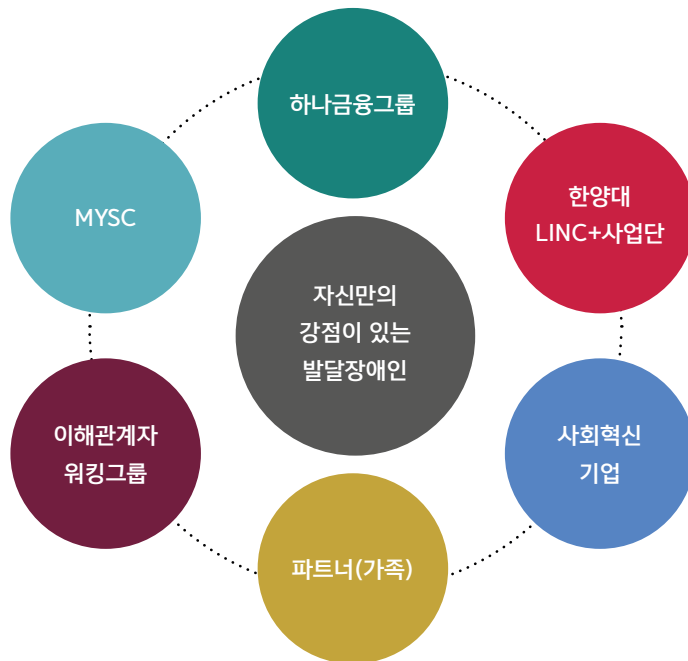 하나금융그룹
MYSC
한양대
LINC+사업단
자신만의
강점이 있는
발달장애인
이해관계자
워킹그룹
사회혁신
기업
파트너(가족)